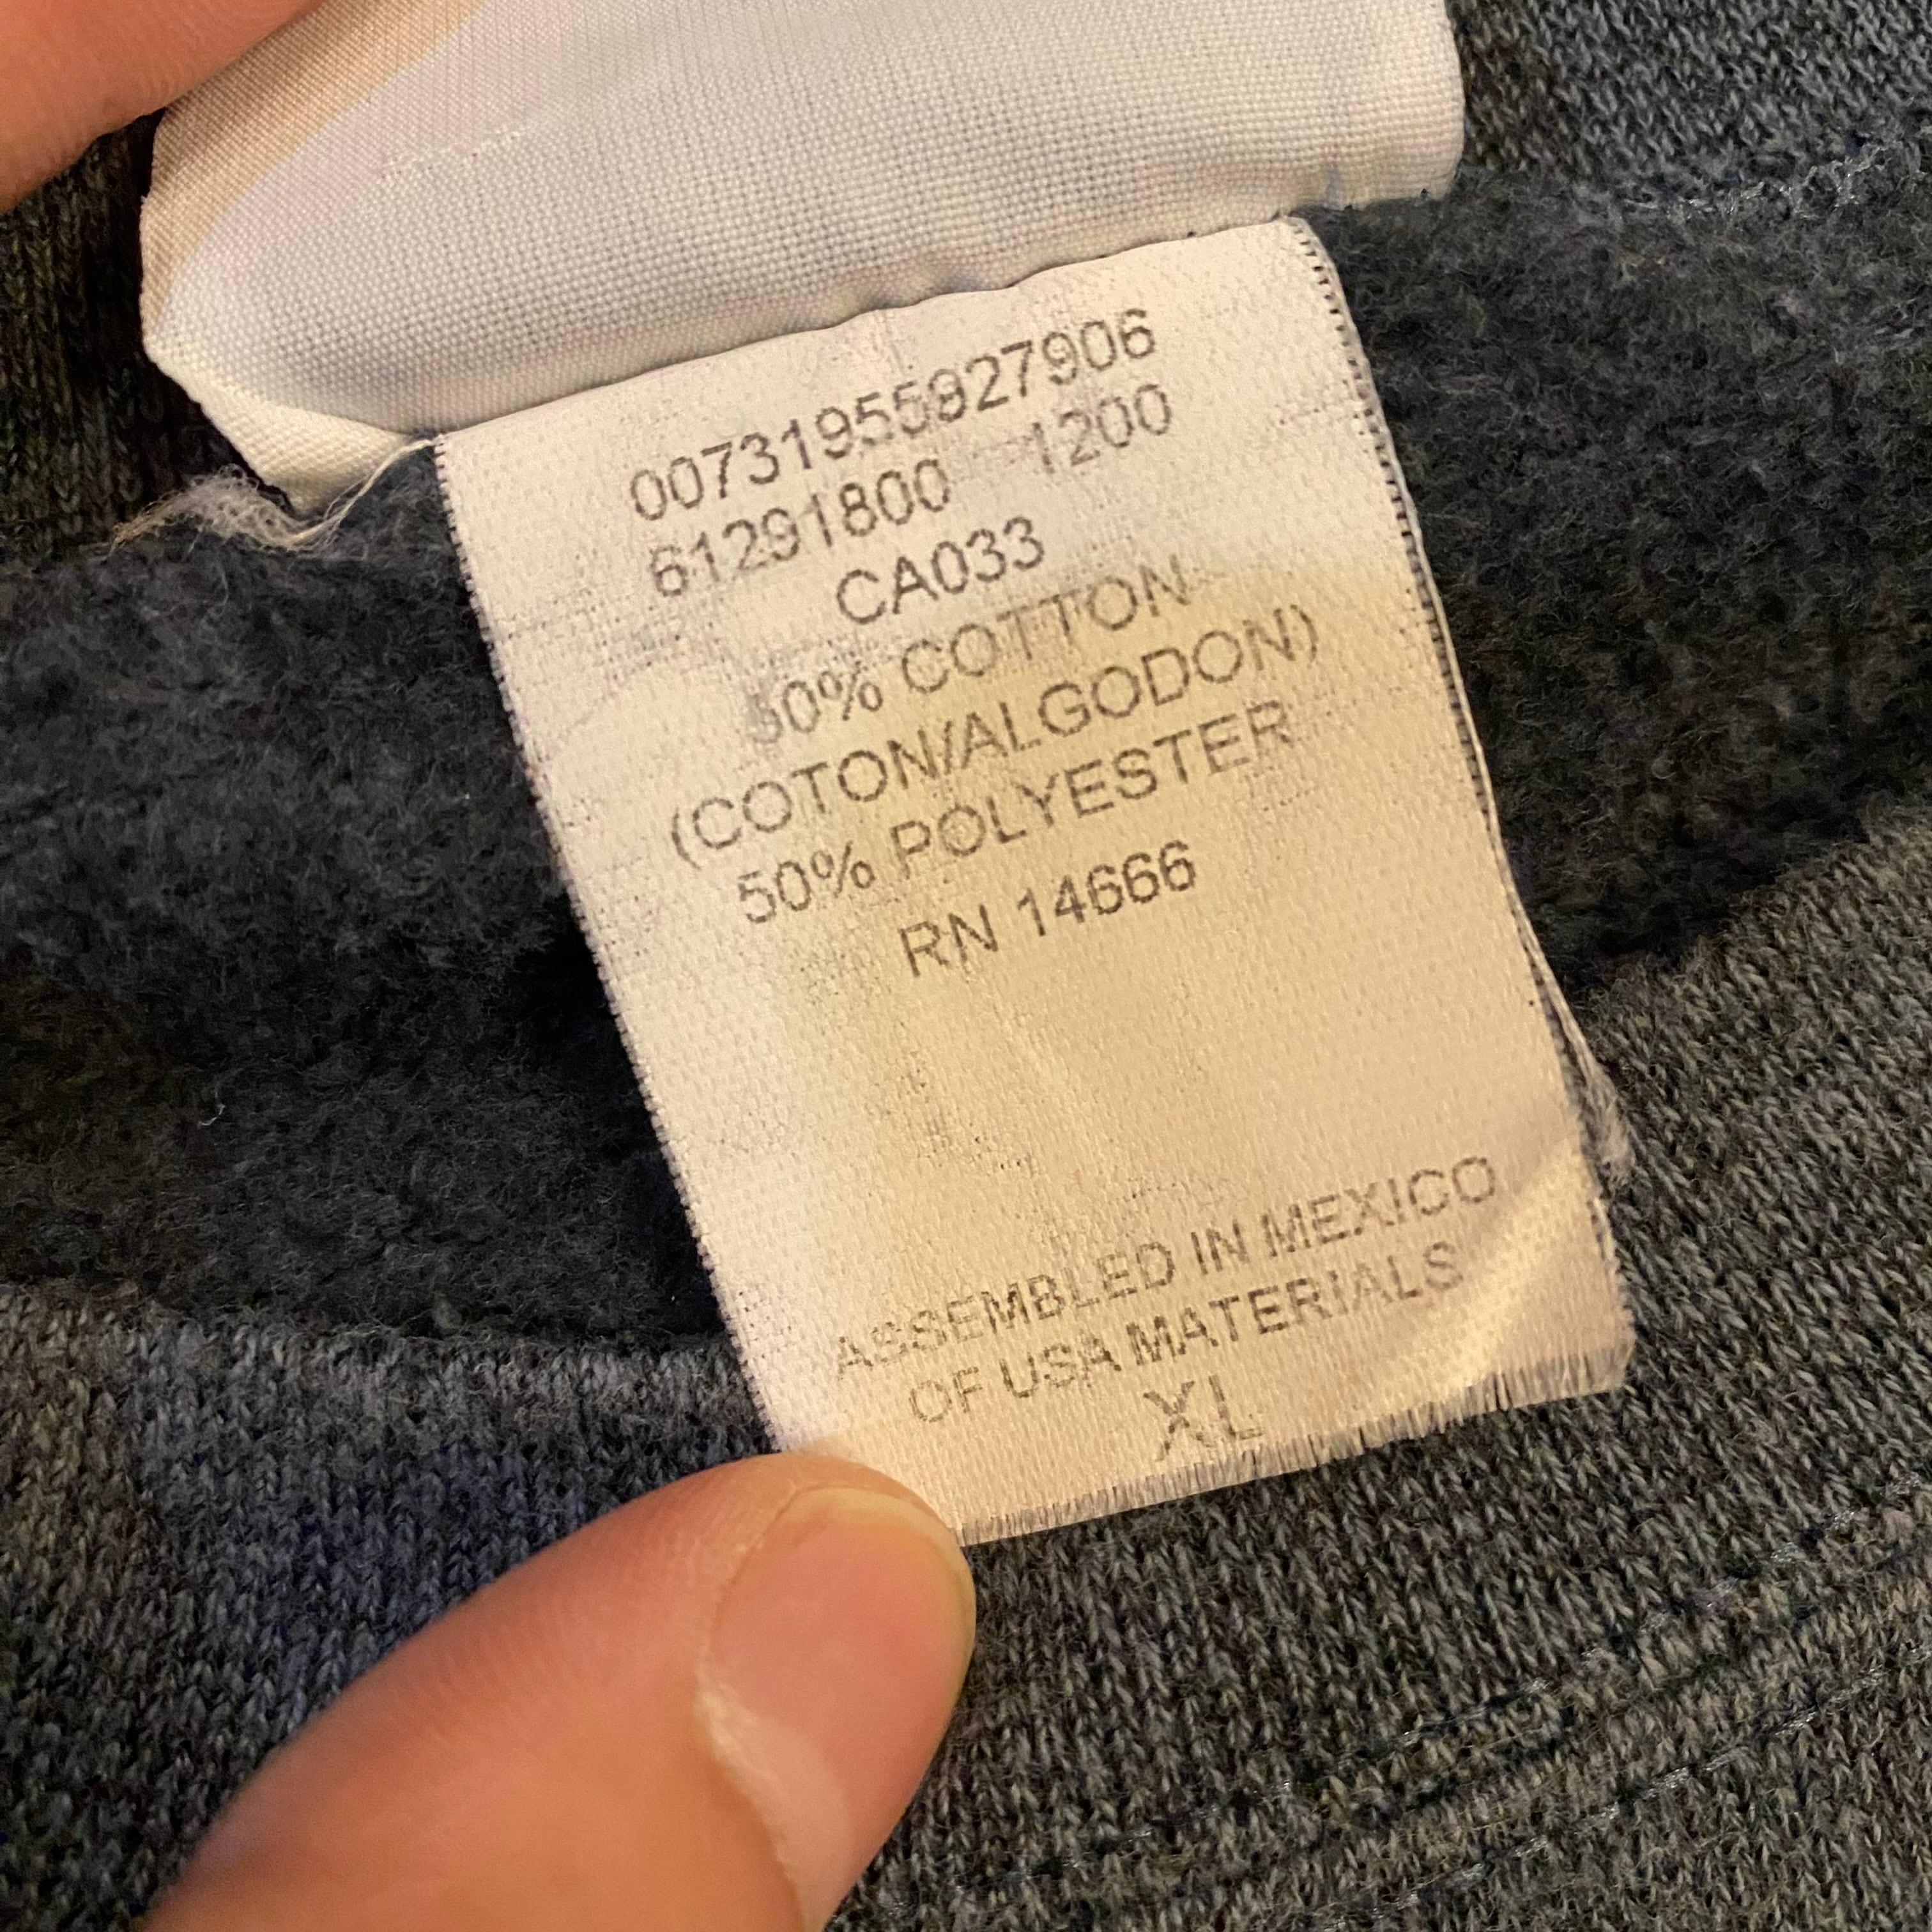 00731955827906
61291800 1200
CA033
50% COTTON
(COTON/ALGODON)
50% POLYESTER
RN 14666
ASSEMBLED IN MEXICO
OF USA MATERIALS
XL